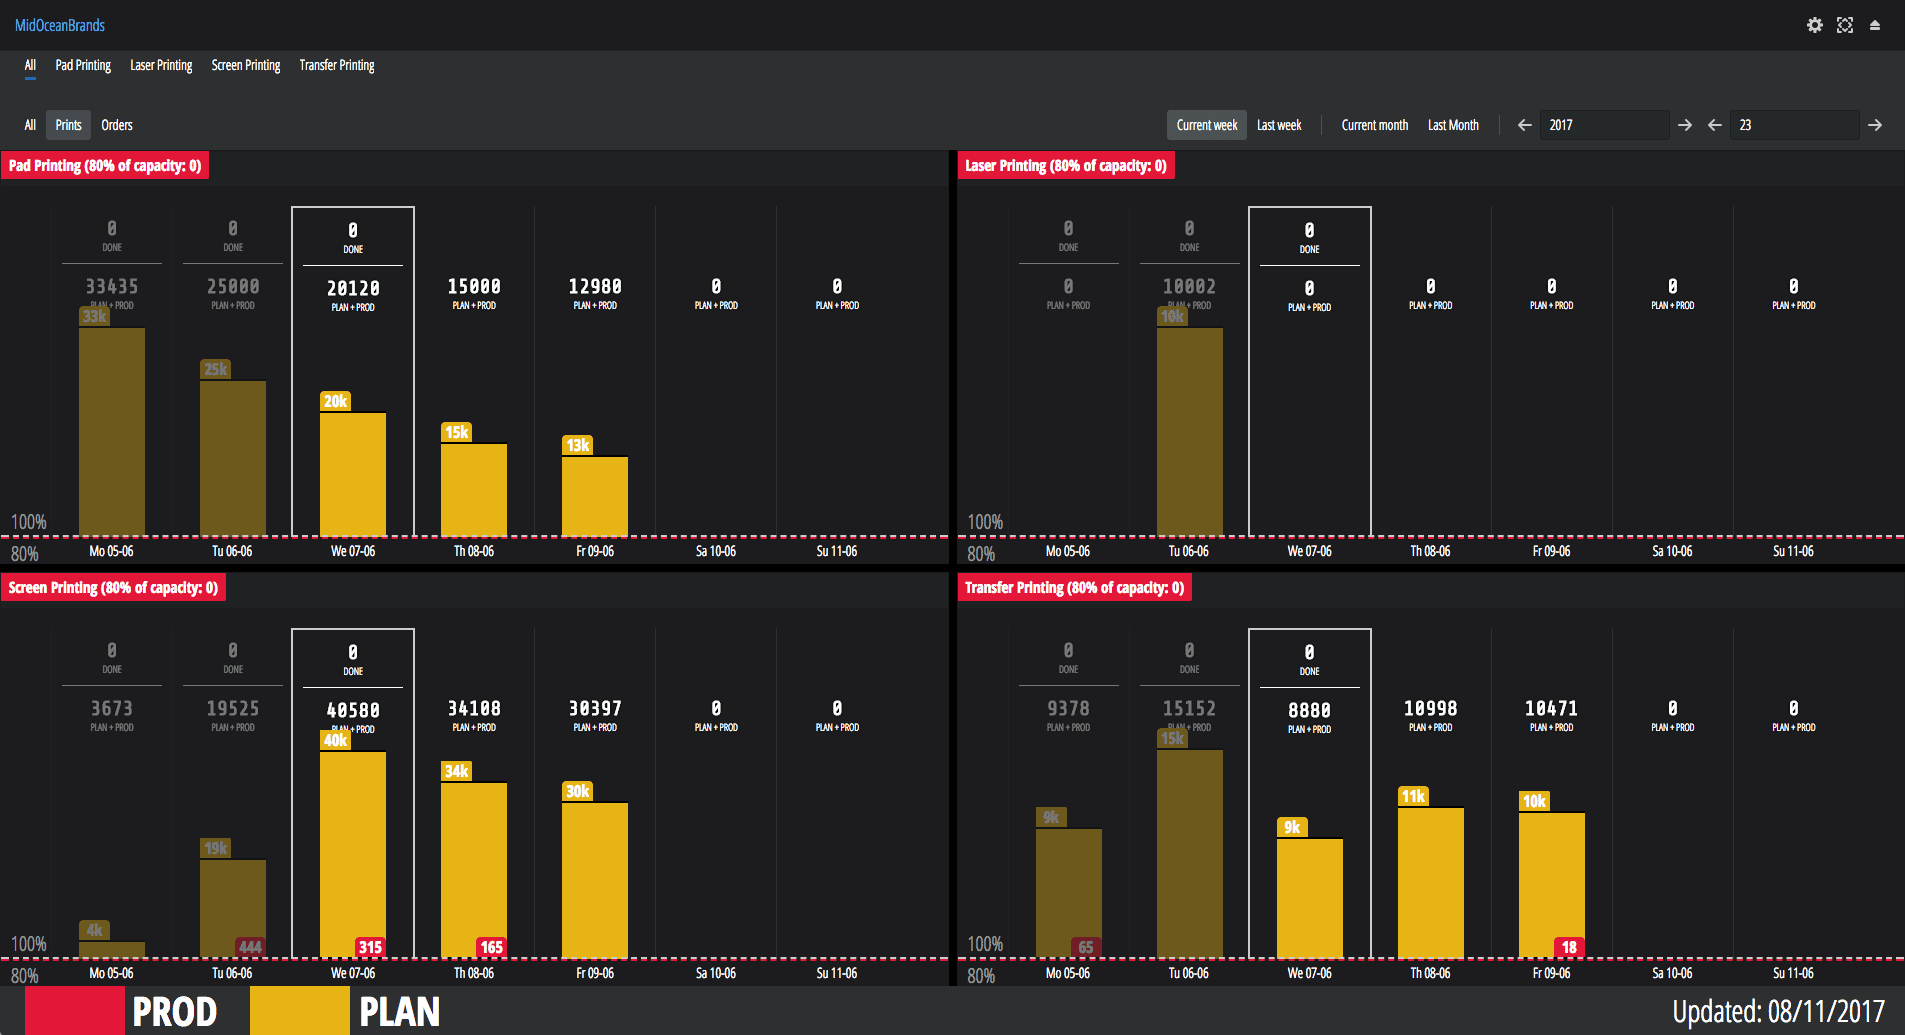 MidOceanBrands
All Pad Printing Laser Printing Screen Printing Transfer Printing
All Prints Orders Current week Last week Current month Last Month 2017 23
Pad Printing (80% of capacity: 0)
0 0 0
DONE DONE DONE
33435 25000 20120 15000 12980 0 0
PLAN + PROD PLAN + PROD PLAN + PROD PLAN + PROD PLAN + PROD PLAN + PROD PLAN + PROD
33k 25k 20k 15k 13k
100%
80% Mo 05-06 Tu 06-06 We 07-06 Th 08-06 Fr 09-06 Sa 10-06 Su 11-06
Laser Printing (80% of capacity: 0)
0 0 0
DONE DONE DONE
0 10002 0 0 0 0 0
PLAN + PROD PLAN + PROD PLAN + PROD PLAN + PROD PLAN + PROD PLAN + PROD PLAN + PROD
10k
100%
80% Mo 05-06 Tu 06-06 We 07-06 Th 08-06 Fr 09-06 Sa 10-06 Su 11-06
Screen Printing (80% of capacity: 0)
0 0 0
DONE DONE DONE
3673 19525 40580 34108 30397 0 0
PLAN + PROD PLAN + PROD PLAN + PROD PLAN + PROD PLAN + PROD PLAN + PROD PLAN + PROD
4k 19k 40k 34k 30k
100% 444 315 165
80% Mo 05-06 Tu 06-06 We 07-06 Th 08-06 Fr 09-06 Sa 10-06 Su 11-06
Transfer Printing (80% of capacity: 0)
0 0 0
DONE DONE DONE
9378 15152 8880 10998 10471 0 0
PLAN + PROD PLAN + PROD PLAN + PROD PLAN + PROD PLAN + PROD PLAN + PROD PLAN + PROD
9k 15k 9k 11k 10k
100% 65 18
80% Mo 05-06 Tu 06-06 We 07-06 Th 08-06 Fr 09-06 Sa 10-06 Su 11-06
PROD PLAN Updated: 08/11/2017